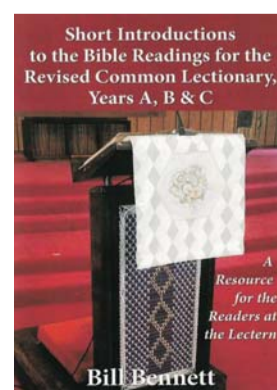 Short Introductions
to the Bible Readings for the
Revised Common Lectionary,
Years A, B & C
A
Resource
for the
Readers at
the Lectern
Bill Bennett